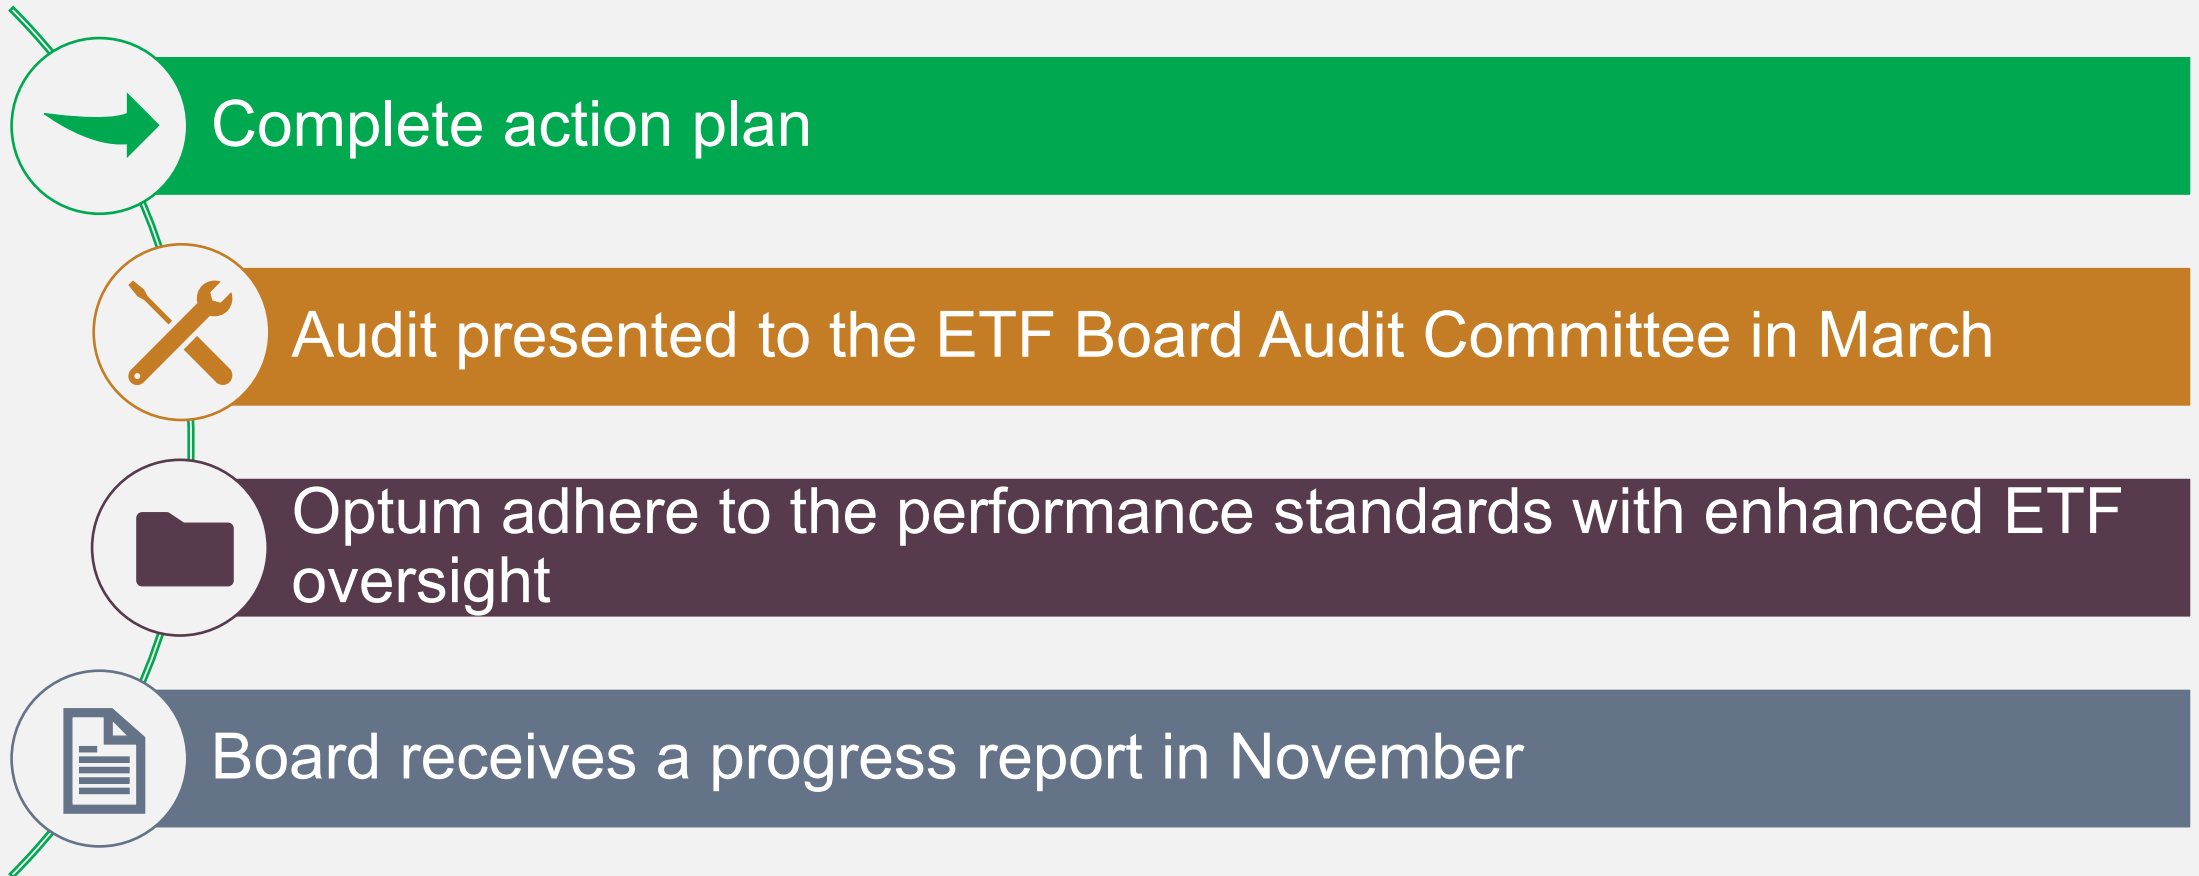 Complete action plan
Audit presented to the ETF Board Audit Committee in March
Optum adhere to the performance standards with enhanced ETF
oversight
Board receives a progress report in November